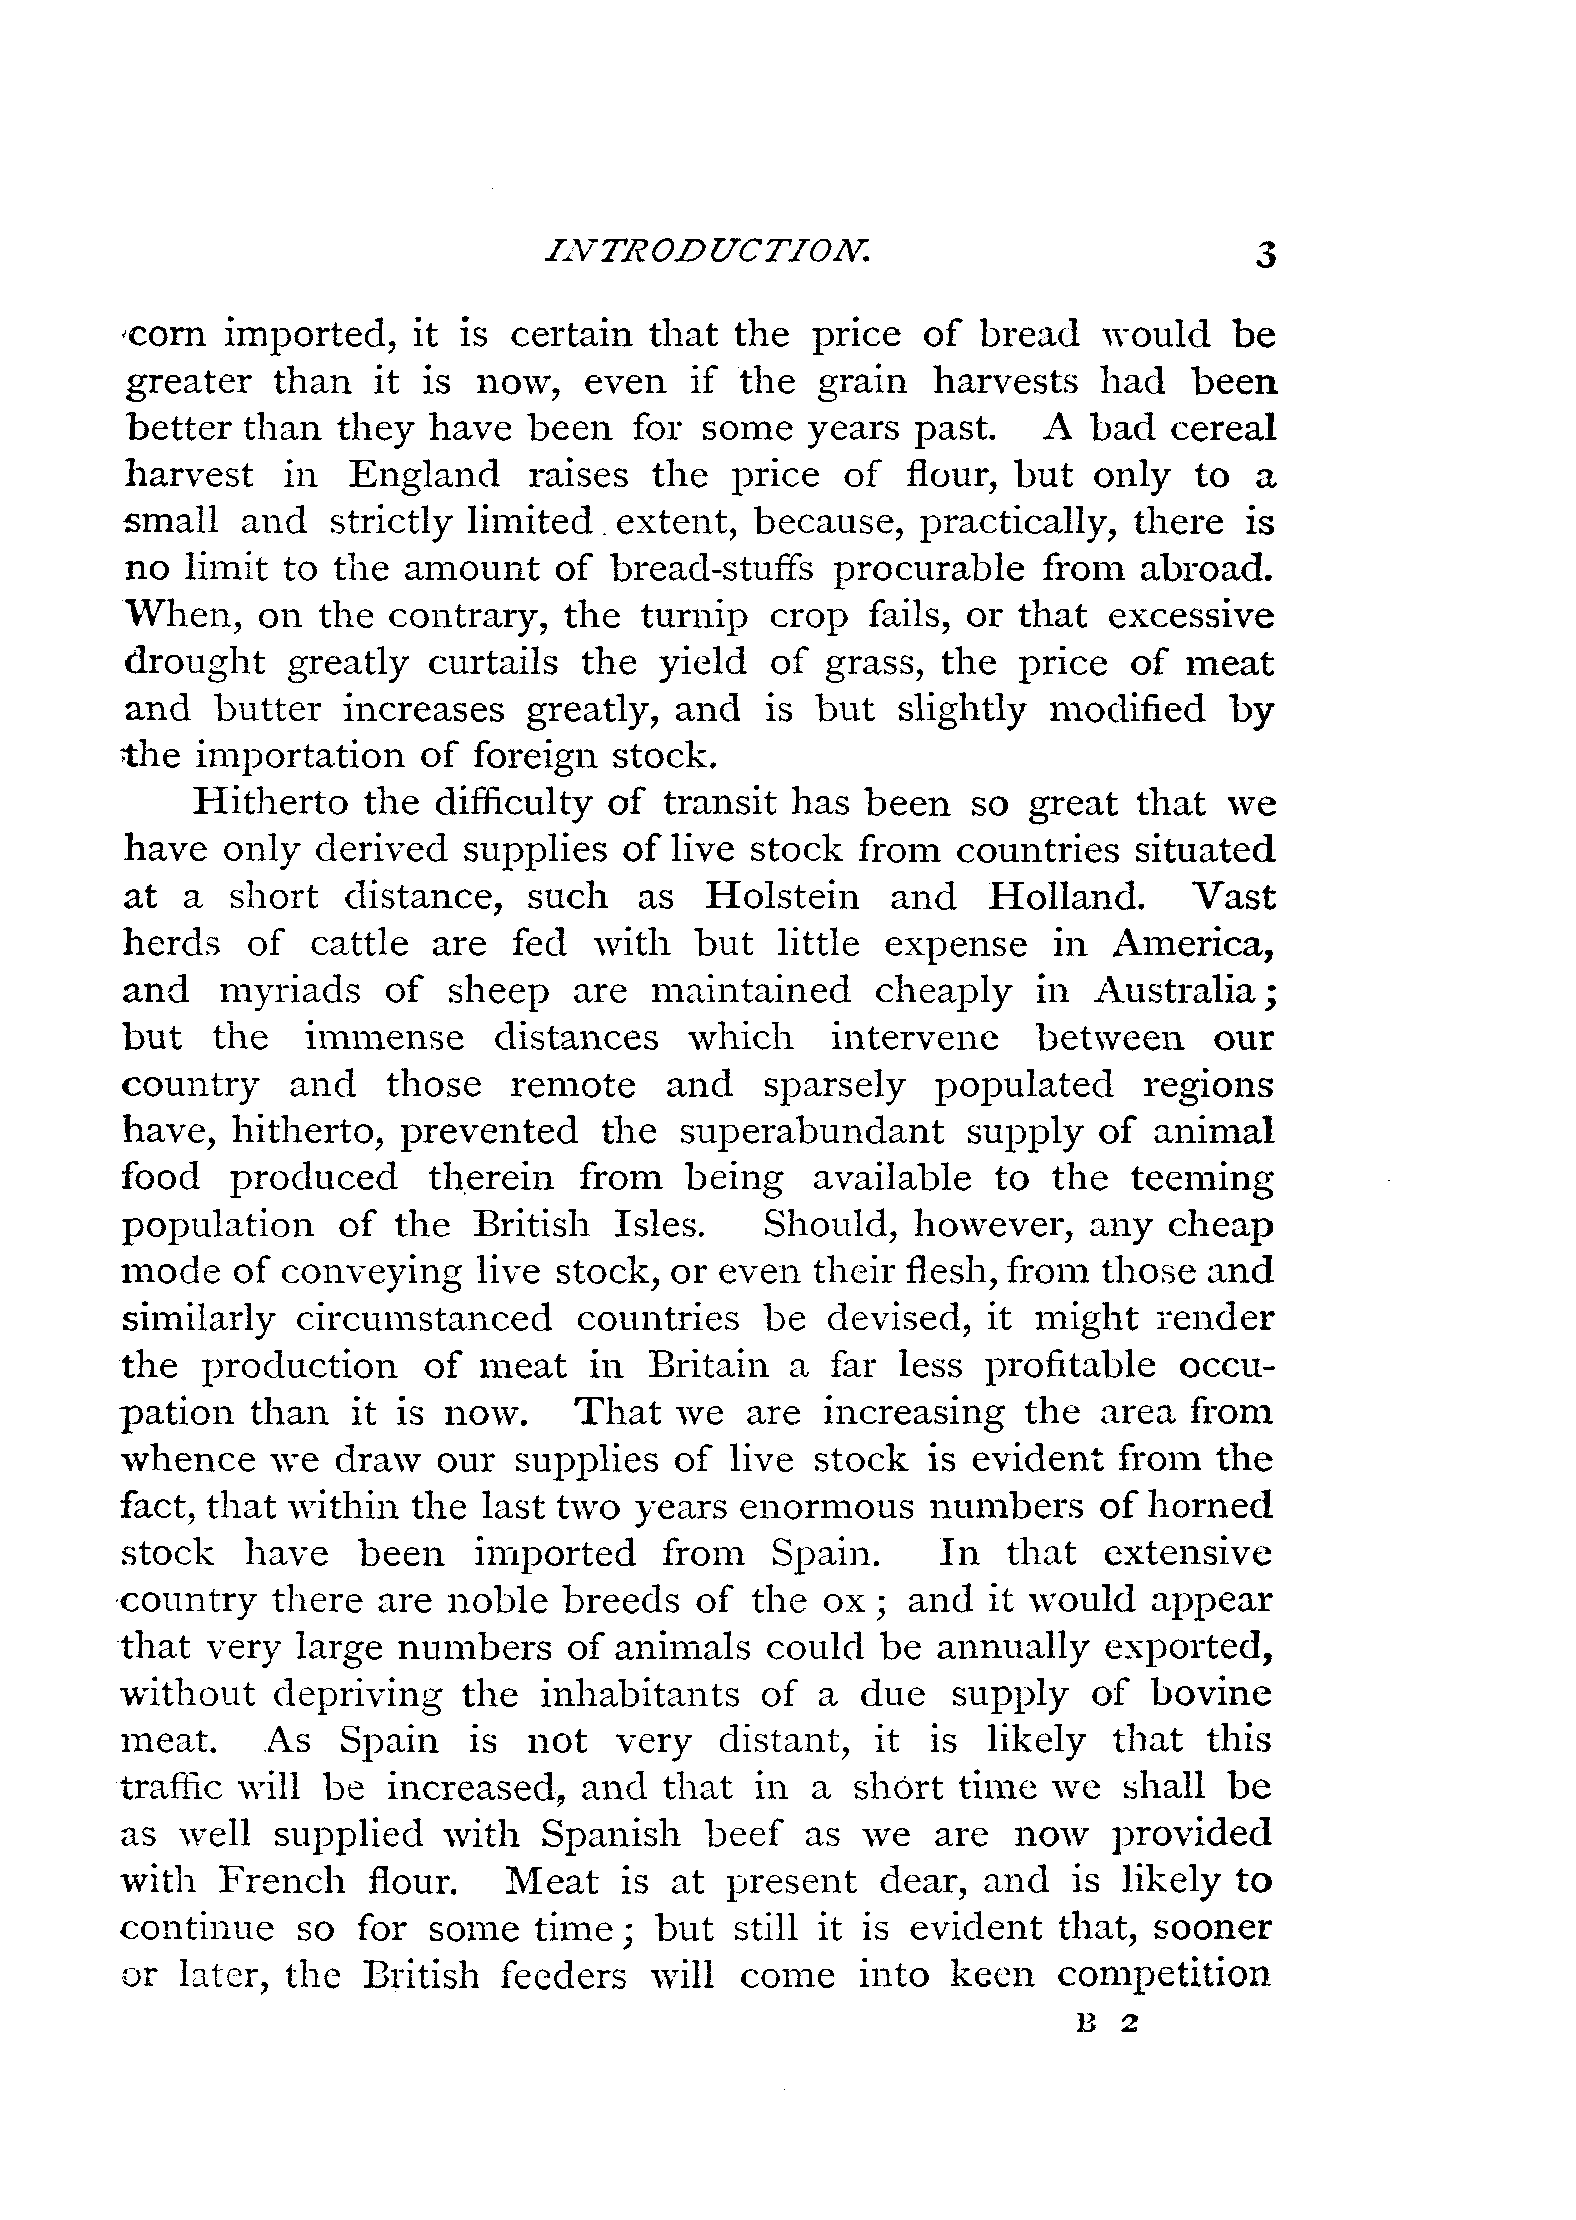 INTRODUCTION. 3
corn imported, it is certain that the price of bread would be
greater than it is now, even if the grain harvests had been
better than they have been for some years past. A bad cereal
harvest in England raises the price of flour, but only to a
small and strictly limited extent, because, practically, there is
no limit to the amount of bread-stuffs procurable from abroad.
When, on the contrary, the turnip crop fails, or that excessive
drought greatly curtails the yield of grass, the price of meat
and butter increases greatly, and is but slightly modified by
the importation of foreign stock.
Hitherto the difficulty of transit has been so great that we
have only derived supplies of live stock from countries situated
at a short distance, such as Holstein and Holland. Vast
herds of cattle are fed with but little expense in America,
and myriads of sheep are maintained cheaply in Australia;
but the immense distances which intervene between our
country and those remote and sparsely populated regions
have, hitherto, prevented the superabundant supply of animal
food produced therein from being available to the teeming
population of the British Isles. Should, however, any cheap
mode of conveying live stock, or even their flesh, from those and
similarly circumstanced countries be devised, it might render
the production of meat in Britain a far less profitable occu-
pation than it is now. That we are increasing the area from
whence we draw our supplies of live stock is evident from the
fact, that within the last two years enormous numbers of horned
stock have been imported from Spain. In that extensive
country there are noble breeds of the ox; and it would appear
that very large numbers of animals could be annually exported,
without depriving the inhabitants of a due supply of bovine
meat. As Spain is not very distant, it is likely that this
traffic will be increased, and that in a short time we shall be
as well supplied with Spanish beef as we are now provided
with French flour. Meat is at present dear, and is likely to
continue so for some time; but still it is evident that, sooner
or later, the British feeders will come into keen competition
B 2